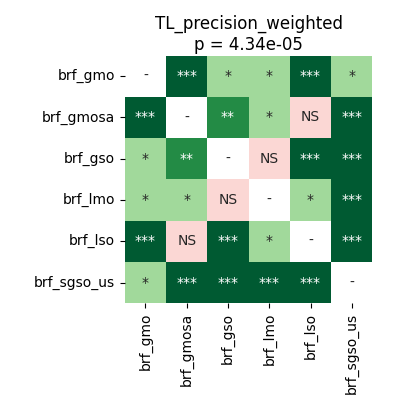 TL_precision_weighted
p = 4.34e-05
brf_gmo - *** * * *** *
brf_gmosa *** - ** * NS ***
brf_gso * ** - NS *** ***
brf_lmo * * NS - * ***
brf_lso *** NS *** * - ***
brf_sgso_us * *** *** *** *** -
brf_gmo
brf_gmosa
brf_gso
brf_lmo
brf_lso
brf_sgso_us